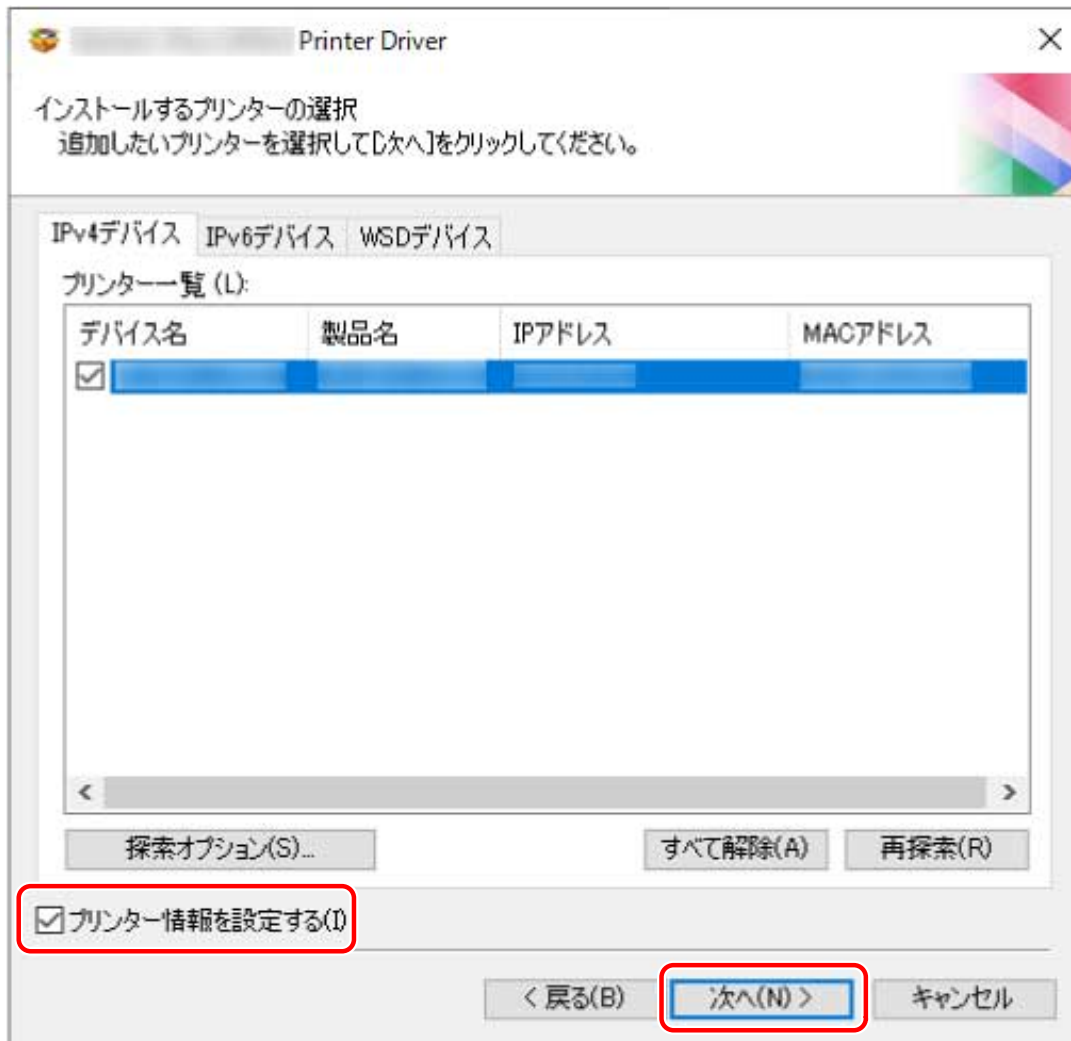 Printer Driver
インストールするプリンターの選択
追加したいプリンターを選択して[次へ]をクリックしてください。
IPv4デバイス IPv6デバイス WSDデバイス
プリンター一覧 (L):
デバイス名 製品名 IPアドレス MACアドレス
探索オプション(S)... すべて解除(A) 再探索(R)
プリンター情報を設定する(I)
< 戻る(B) 次へ(N) > キャンセル